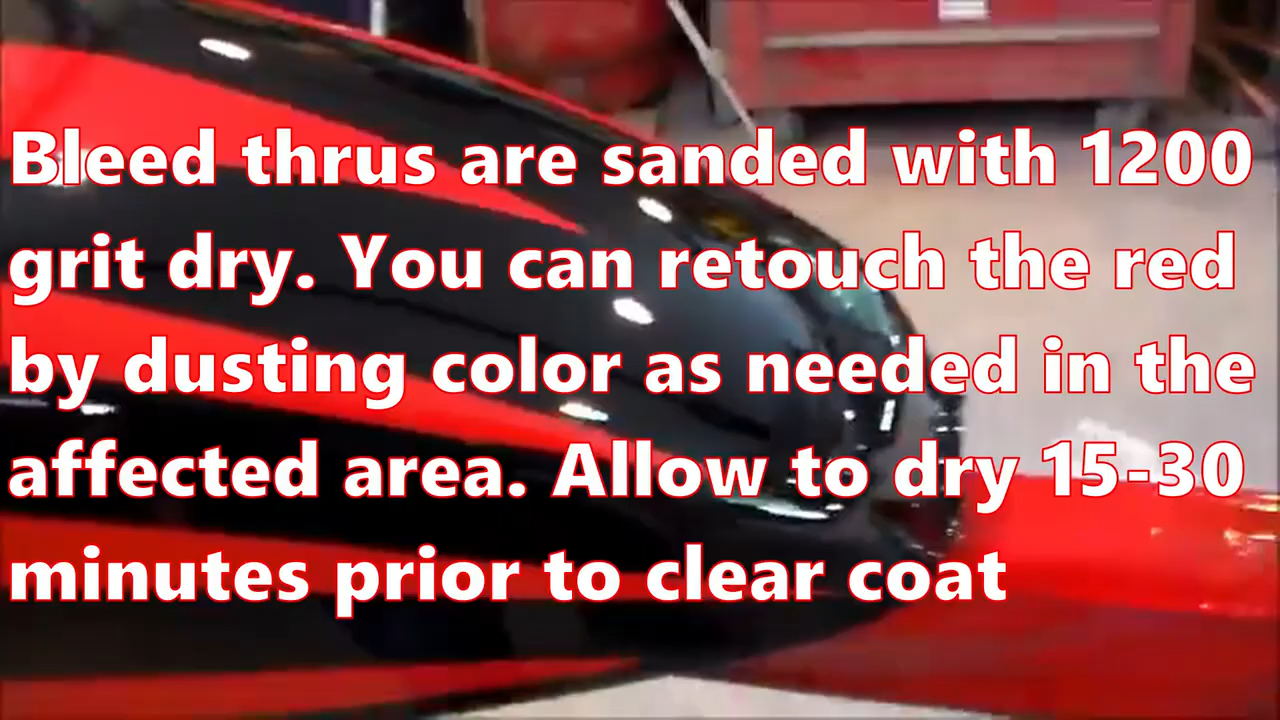 Bleed thrus are sanded with 1200
grit dry. You can retouch the red
by dusting color as needed in the
affected area. Allow to dry 15-30
minutes prior to clear coat